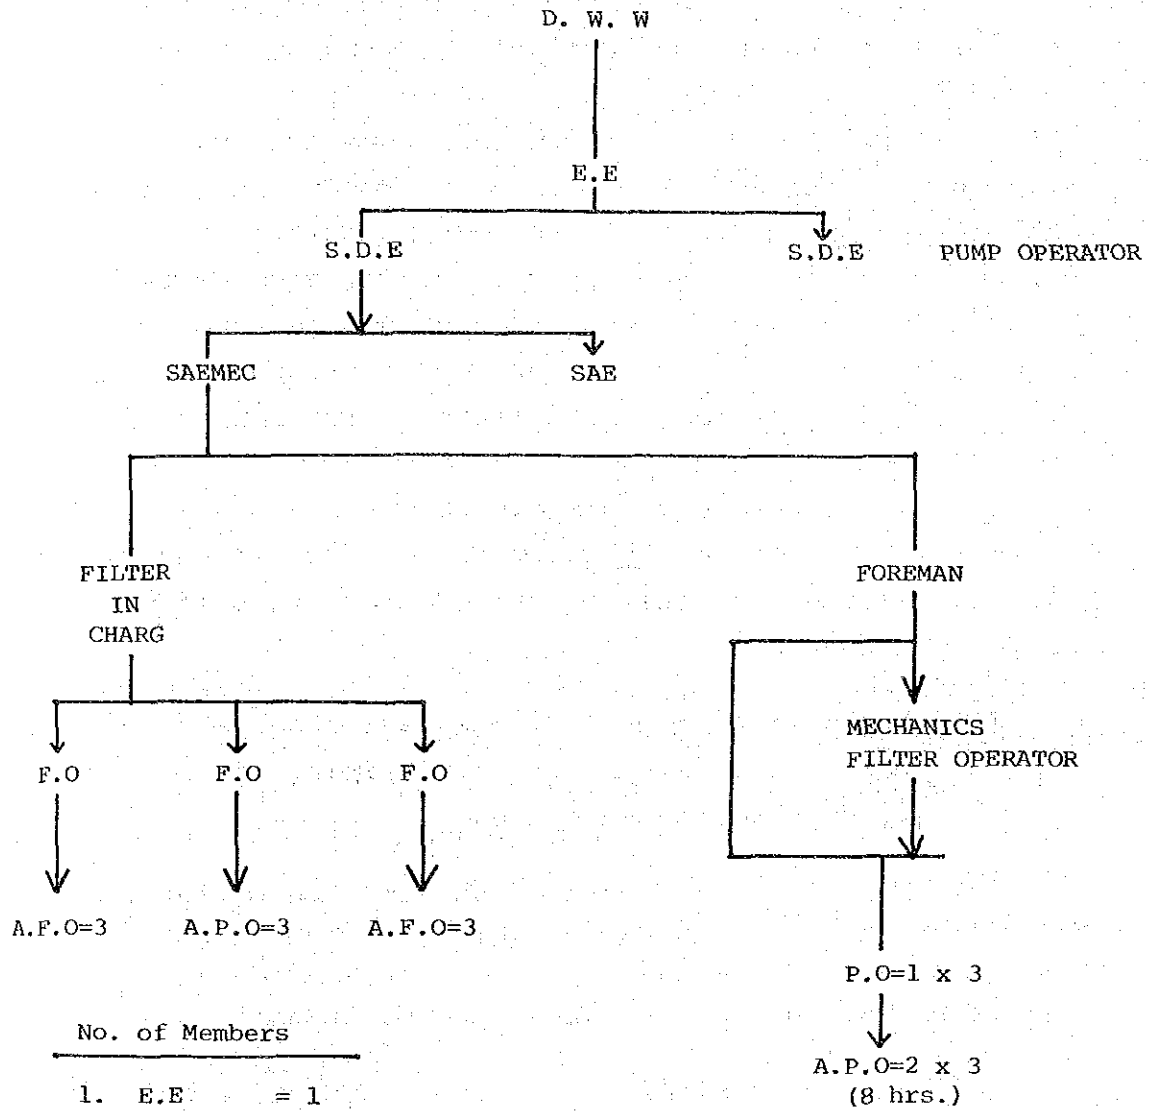 D. W. W
E.E
S.D.E
S.D.E PUMP OPERATOR
SAEMEC
SAE
FILTER
IN
CHARG
FOREMAN
MECHANICS
FILTER OPERATOR
F.O
F.O
F.O
A.F.O=3
A.P.O=3
A.F.O=3
P.O=1 x 3
A.P.O=2 x 3
(8 hrs.)
No. of Members
1. E.E = 1